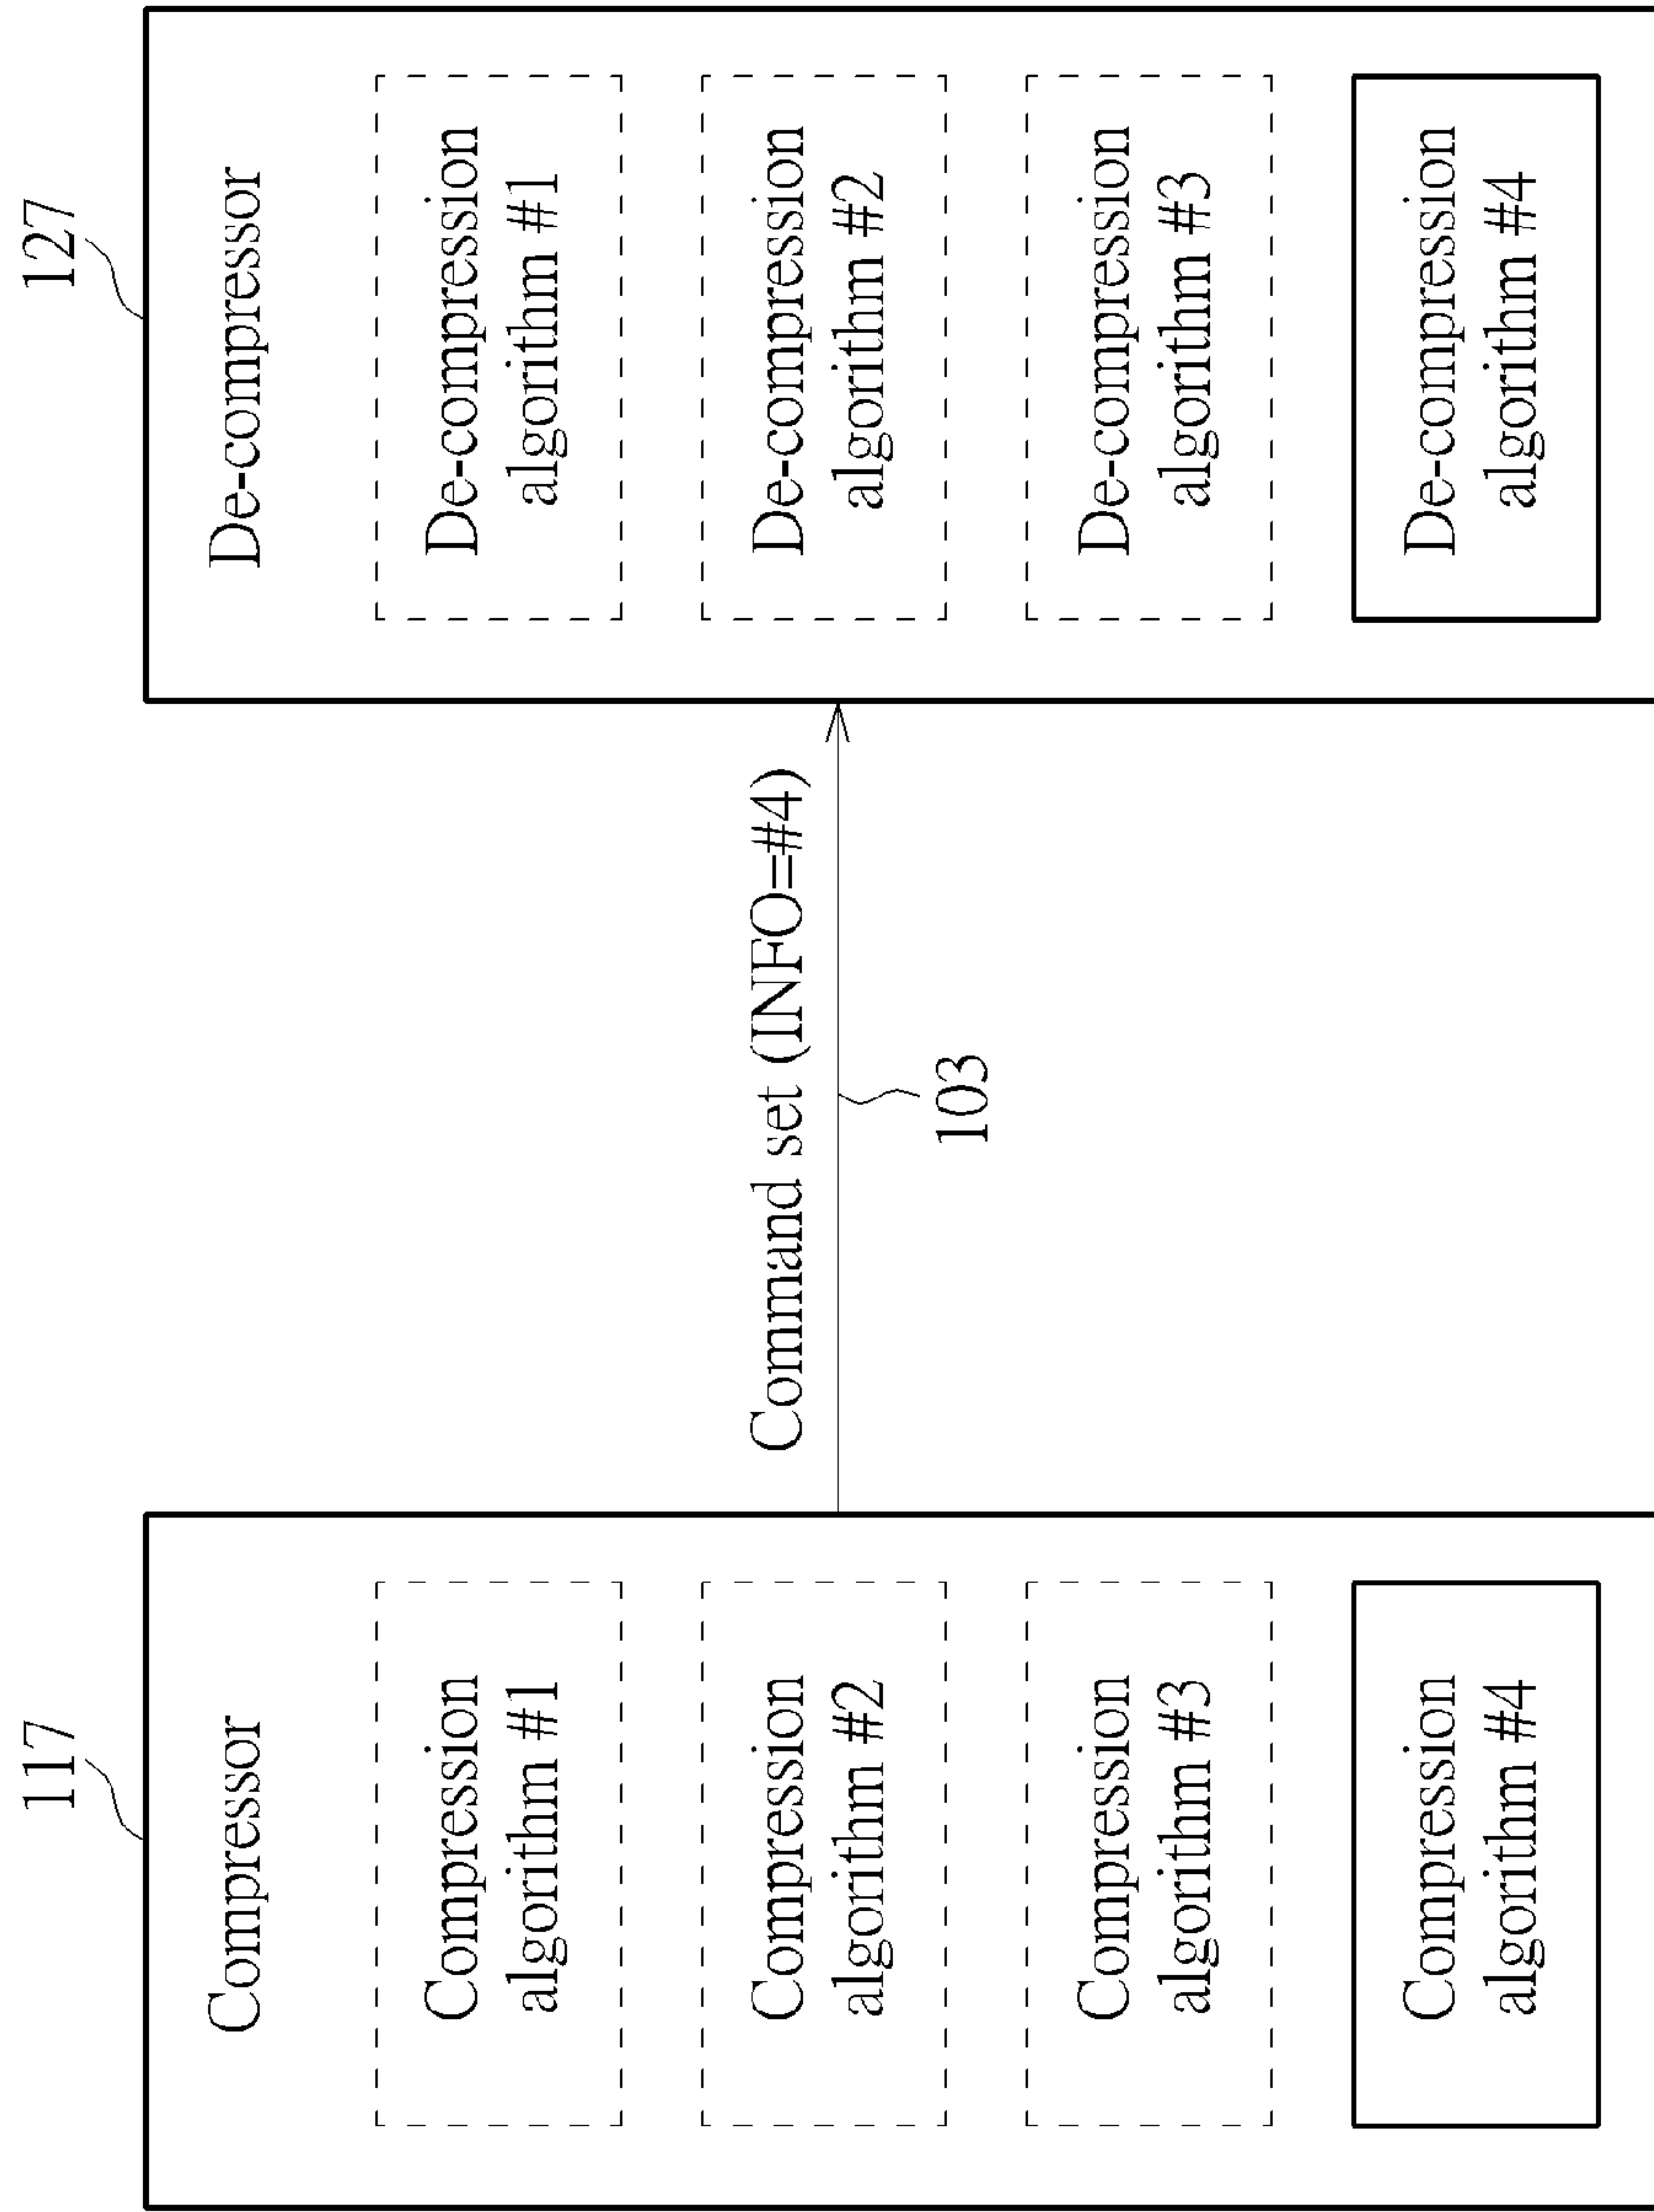 117
Compressor
Compression
algorithm #1
Compression
algorithm #2
Compression
algorithm #3
Compression
algorithm #4
Command set (INFO=#4)
103
127
De-compressor
De-compression
algorithm #1
De-compression
algorithm #2
De-compression
algorithm #3
De-compression
algorithm #4